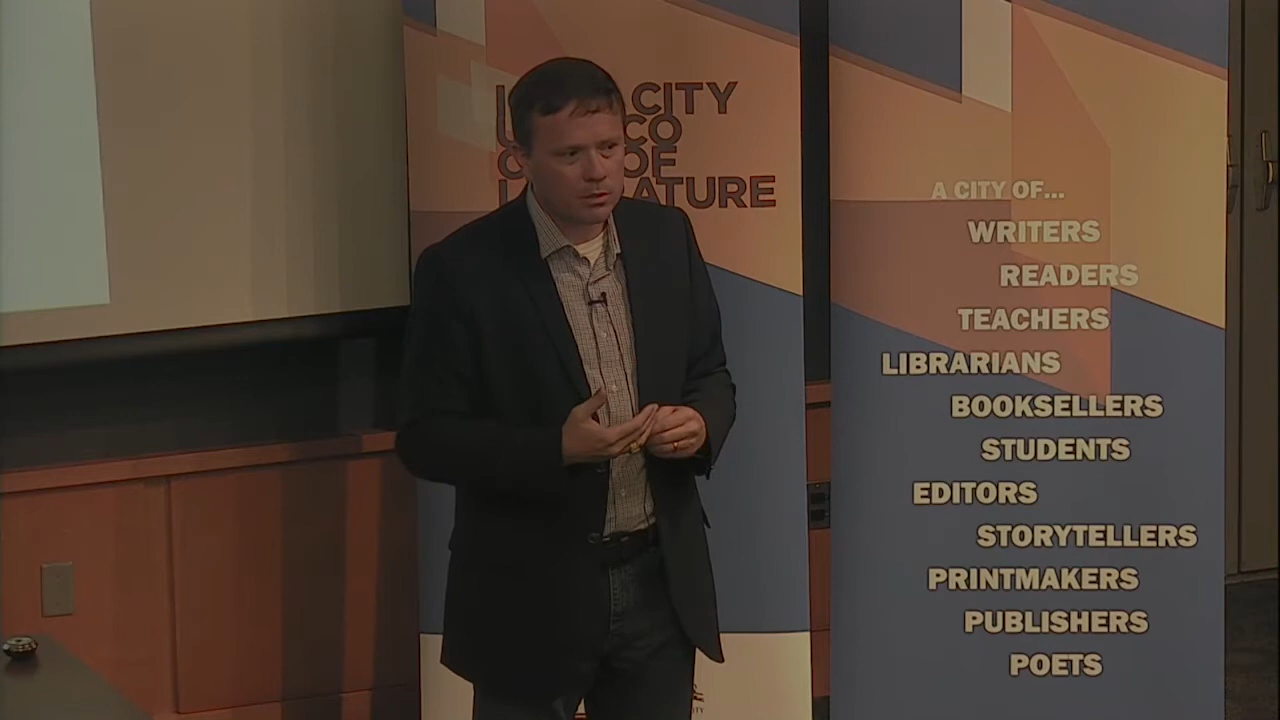 CITY
CO
OF
ATURE
A CITY OF...
WRITERS
READERS
TEACHERS
LIBRARIANS
BOOKSELLERS
STUDENTS
EDITORS
STORYTELLERS
PRINTMAKERS
PUBLISHERS
POETS